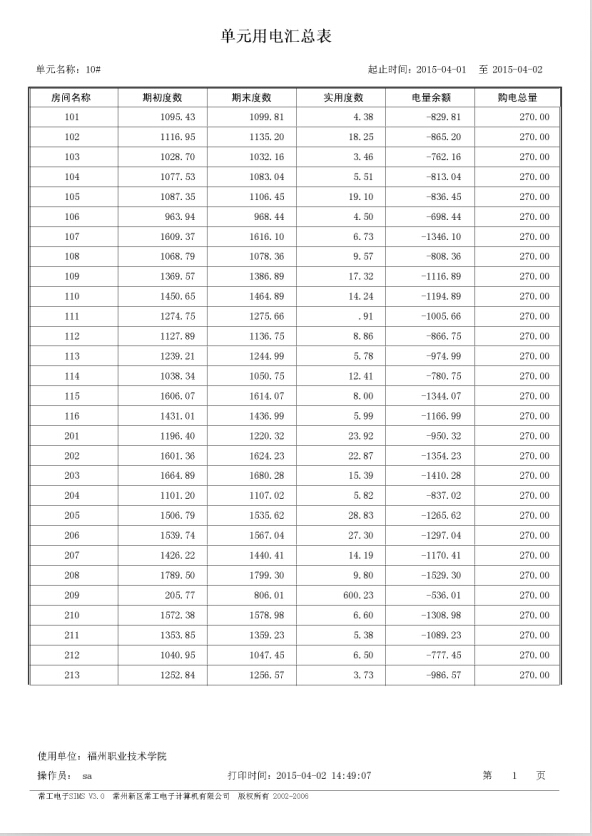 单元用电汇总表
单元名称: 10# 起止时间: 2015-04-01 至 2015-04-02
房间名称 期初度数 期末度数 实用度数 电量余额 购电总量
101 1095.43 1099.81 4.38 -829.81 270.00
102 1116.95 1135.20 18.25 -865.20 270.00
103 1028.70 1032.16 3.46 -762.16 270.00
104 1077.53 1083.04 5.51 -813.04 270.00
105 1087.35 1106.45 19.10 -836.45 270.00
106 963.94 968.44 4.50 -698.44 270.00
107 1609.37 1616.10 6.73 -1346.10 270.00
108 1068.79 1078.36 9.57 -808.36 270.00
109 1369.57 1386.89 17.32 -1116.89 270.00
110 1450.65 1464.89 14.24 -1194.89 270.00
111 1274.75 1275.66 .91 -1005.66 270.00
112 1127.89 1136.75 8.86 -866.75 270.00
113 1239.21 1244.99 5.78 -974.99 270.00
114 1038.34 1050.75 12.41 -780.75 270.00
115 1606.07 1614.07 8.00 -1344.07 270.00
116 1431.01 1436.99 5.99 -1166.99 270.00
201 1196.40 1220.32 23.92 -950.32 270.00
202 1601.36 1624.23 22.87 -1354.23 270.00
203 1664.89 1680.28 15.39 -1410.28 270.00
204 1101.20 1107.02 5.82 -837.02 270.00
205 1506.79 1535.62 28.83 -1265.62 270.00
206 1539.74 1567.04 27.30 -1297.04 270.00
207 1426.22 1440.41 14.19 -1170.41 270.00
208 1789.50 1799.30 9.80 -1529.30 270.00
209 205.77 806.01 600.23 -536.01 270.00
210 1572.38 1578.98 6.60 -1308.98 270.00
211 1353.85 1359.23 5.38 -1089.23 270.00
212 1040.95 1047.45 6.50 -777.45 270.00
213 1252.84 1256.57 3.73 -986.57 270.00
使用单位: 福州职业技术学院
操作员: sa 打印时间: 2015-04-02 14:49:07 第 1 页
常工电子SIMS V3.0 常州新区常工电子计算机有限公司 版权所有 2002-2006